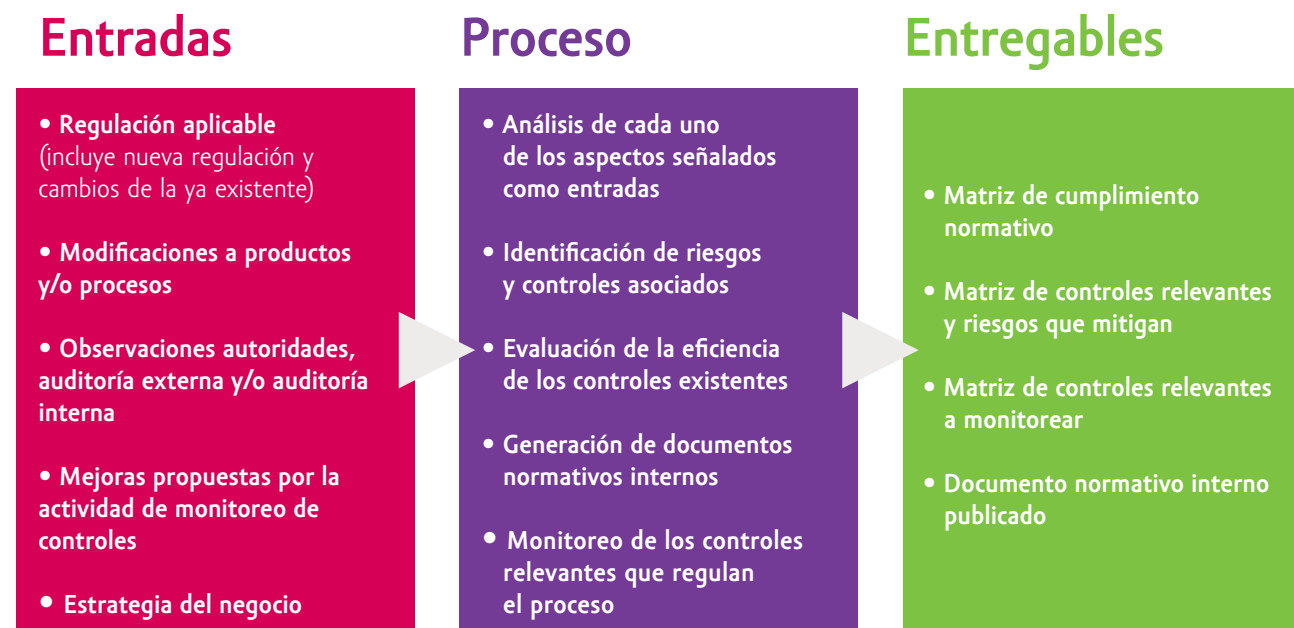 Entradas
• Regulación aplicable
(incluye nueva regulación y
cambios de la ya existente)
• Modificaciones a productos
y/o procesos
• Observaciones autoridades,
auditoría externa y/o auditoría
interna
• Mejoras propuestas por la
actividad de monitoreo de
controles
• Estrategia del negocio
Proceso
• Análisis de cada uno
de los aspectos señalados
como entradas
• Identificación de riesgos
y controles asociados
• Evaluación de la eficiencia
de los controles existentes
• Generación de documentos
normativos internos
• Monitoreo de los controles
relevantes que regulan
el proceso
Entregables
• Matriz de cumplimiento
normativo
• Matriz de controles relevantes
y riesgos que mitigan
• Matriz de controles relevantes
a monitorear
• Documento normativo interno
publicado